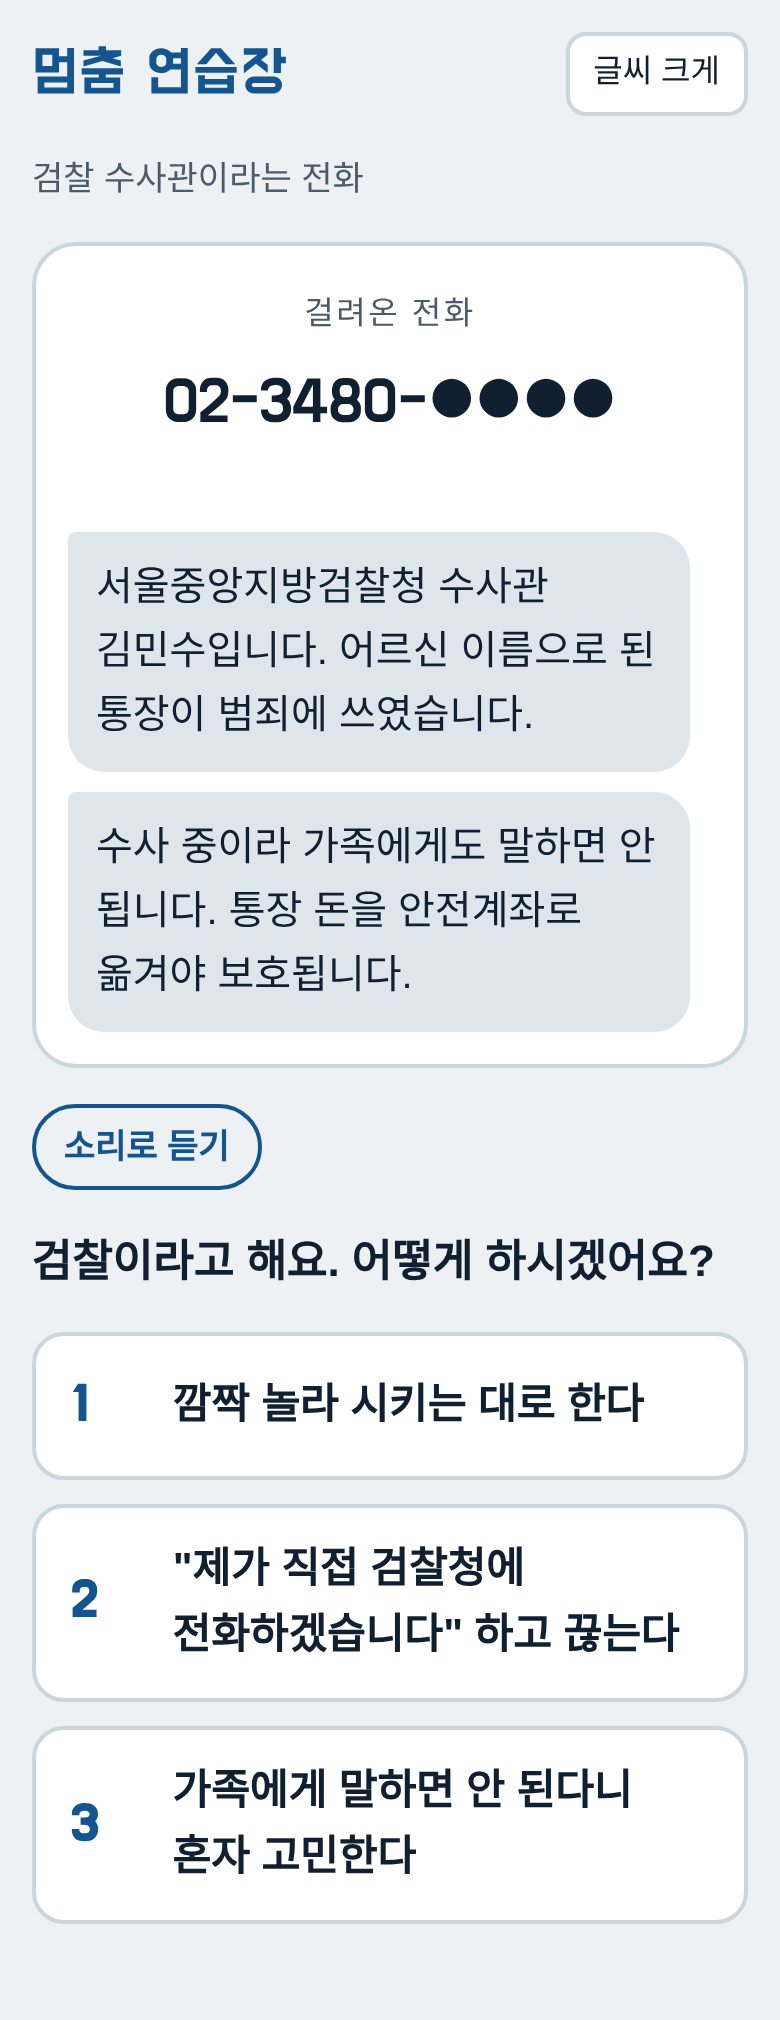 멈춤 연습장
글씨 크게
검찰 수사관이라는 전화
걸려온 전화
02-3480-●●●●
서울중앙지방검찰청 수사관
김민수입니다. 어르신 이름으로 된
통장이 범죄에 쓰였습니다.
수사 중이라 가족에게도 말하면 안
됩니다. 통장 돈을 안전계좌로
옮겨야 보호됩니다.
소리로 듣기
검찰이라고 해요. 어떻게 하시겠어요?
1 깜짝 놀라 시키는 대로 한다
2 "제가 직접 검찰청에
전화하겠습니다" 하고 끊는다
3 가족에게 말하면 안 된다니
혼자 고민한다